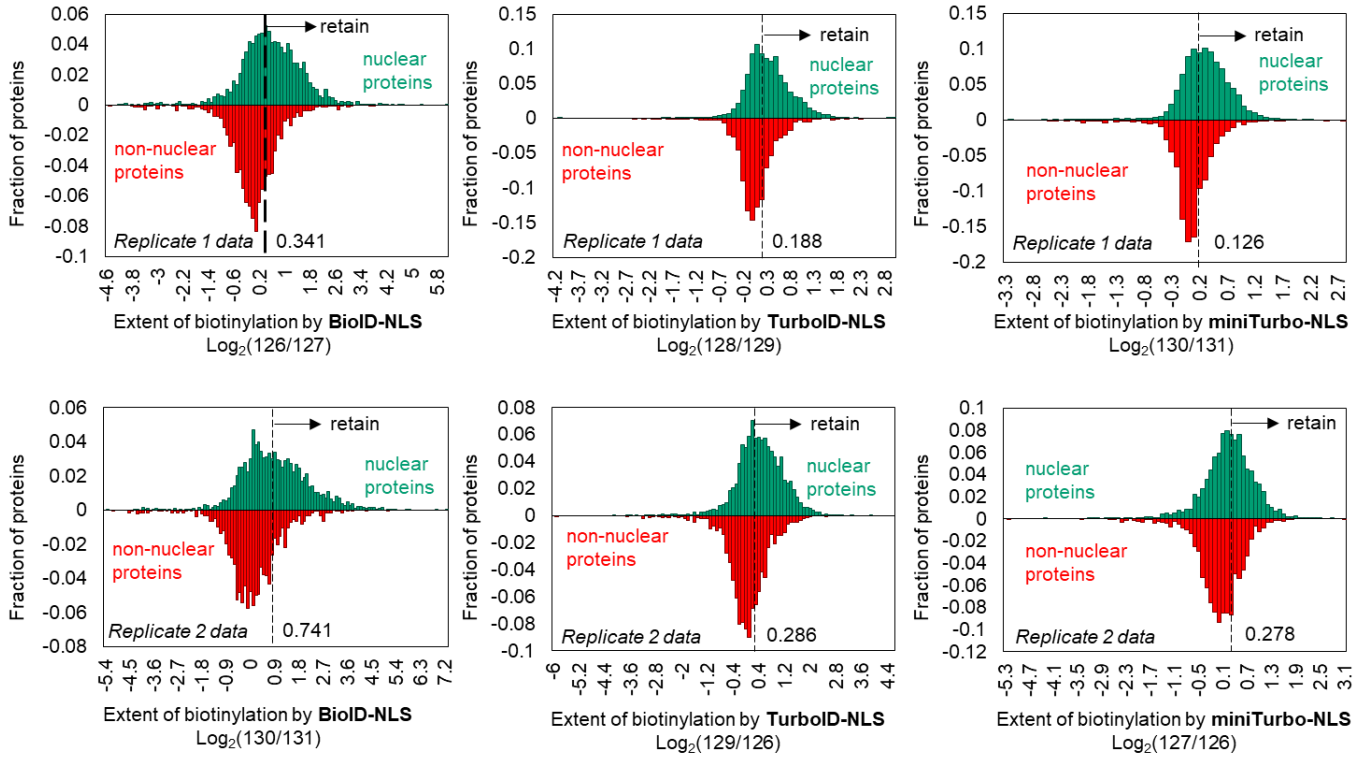 0.06
0.04
0.02
0
-0.02
-0.04
-0.06
-0.08
-0.1
Fraction of proteins
retain
nuclear
proteins
non-nuclear
proteins
Replicate 1 data
0.341
-4.6 -3.8 -3 -2.2 -1.4 -0.6 0.2 1 1.8 2.6 3.4 4.2 5 5.8
Extent of biotinylation by BioID-NLS
Log2(126/127)
0.15
0.1
0.05
0
-0.05
-0.1
-0.15
-0.2
Fraction of proteins
retain
nuclear
proteins
non-nuclear
proteins
Replicate 1 data
0.188
-4.2 -3.7 -3.2 -2.7 -2.2 -1.7 -1.2 -0.7 -0.2 0.3 0.8 1.3 1.8 2.3 2.8
Extent of biotinylation by TurboID-NLS
Log2(128/129)
0.15
0.1
0.05
0
-0.05
-0.1
-0.15
-0.2
Fraction of proteins
retain
nuclear
proteins
non-nuclear
proteins
Replicate 1 data
0.126
-3.3 -2.8 -2.3 -1.8 -1.3 -0.8 -0.3 0.2 0.7 1.2 1.7 2.2 2.7
Extent of biotinylation by miniTurbo-NLS
Log2(130/131)
0.06
0.04
0.02
0
-0.02
-0.04
-0.06
-0.08
Fraction of proteins
retain
nuclear
proteins
non-nuclear
proteins
Replicate 2 data
0.741
-5.4 -4.5 -3.6 -2.7 -1.8 -0.9 0 0.9 1.8 2.7 3.6 4.5 5.4 6.3 7.2
Extent of biotinylation by BioID-NLS
Log2(130/131)
0.08
0.06
0.04
0.02
0
-0.02
-0.04
-0.06
-0.08
-0.1
Fraction of proteins
retain
nuclear
proteins
non-nuclear
proteins
Replicate 2 data
0.286
-6 -5.2 -4.4 -3.6 -2.8 -2 -1.2 -0.4 0.4 1.2 2 2.8 3.6 4.4
Extent of biotinylation by TurboID-NLS
Log2(129/126)
0.1
0.08
0.06
0.04
0.02
0
-0.02
-0.04
-0.06
-0.08
-0.1
-0.12
Fraction of proteins
retain
nuclear
proteins
non-nuclear
proteins
Replicate 2 data
0.278
-5.3 -4.7 -4.1 -3.5 -2.9 -2.3 -1.7 -1.1 -0.5 0.1 0.7 1.3 1.9 2.5 3.1
Extent of biotinylation by miniTurbo-NLS
Log2(127/126)